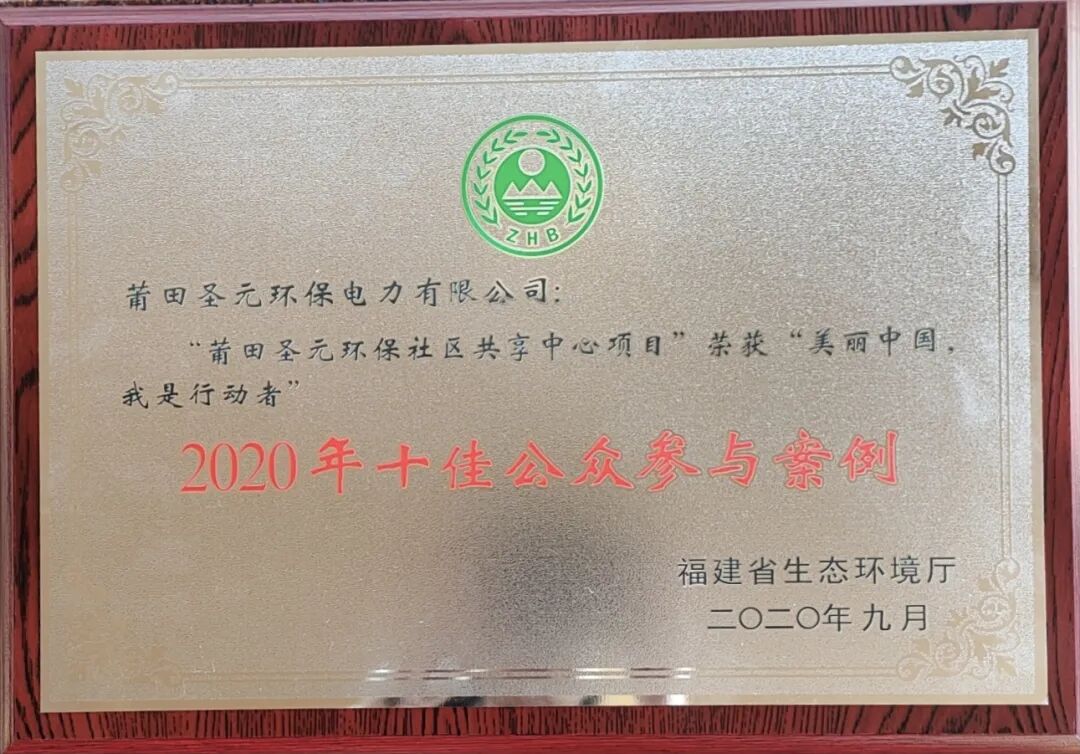 ZHB
莆田圣元环保电力有限公司:
“莆田圣元环保社区共享中心项目”荣获“美丽中国,
我是行动者”
2020年十佳公众参与案例
福建省生态环境厅
二〇二〇年九月